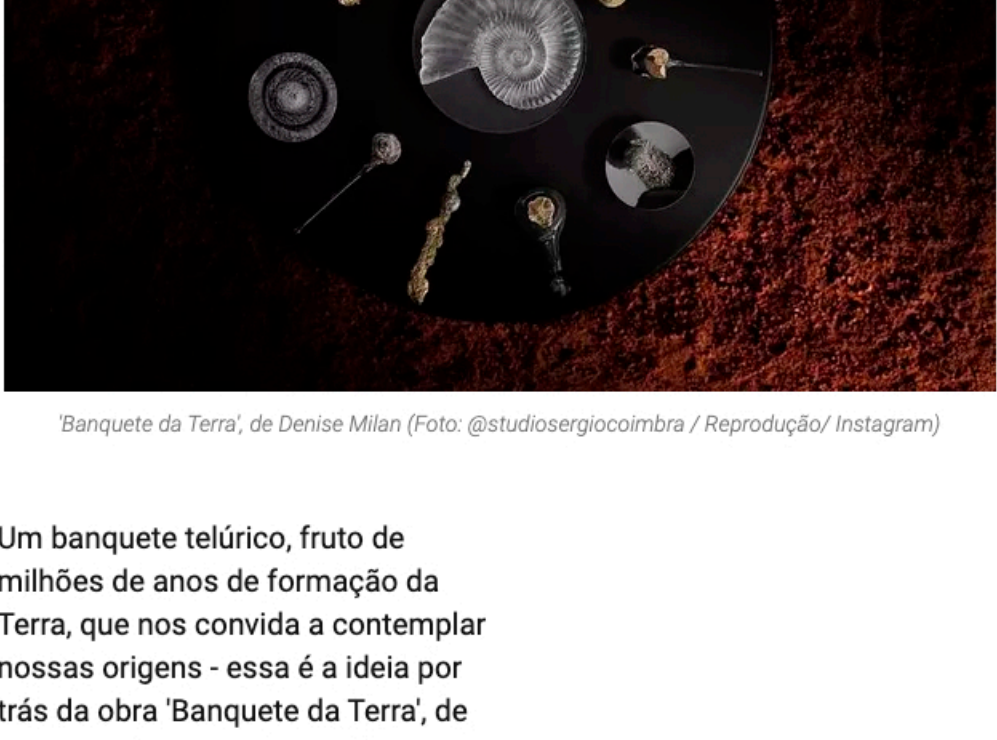 'Banquete da Terra', de Denise Milan (Foto: @studiosergiocoimbra / Reprodução/ Instagram)
Um banquete telúrico, fruto de
milhões de anos de formação da
Terra, que nos convida a contemplar
nossas origens - essa é a ideia por
trás da obra 'Banquete da Terra', de